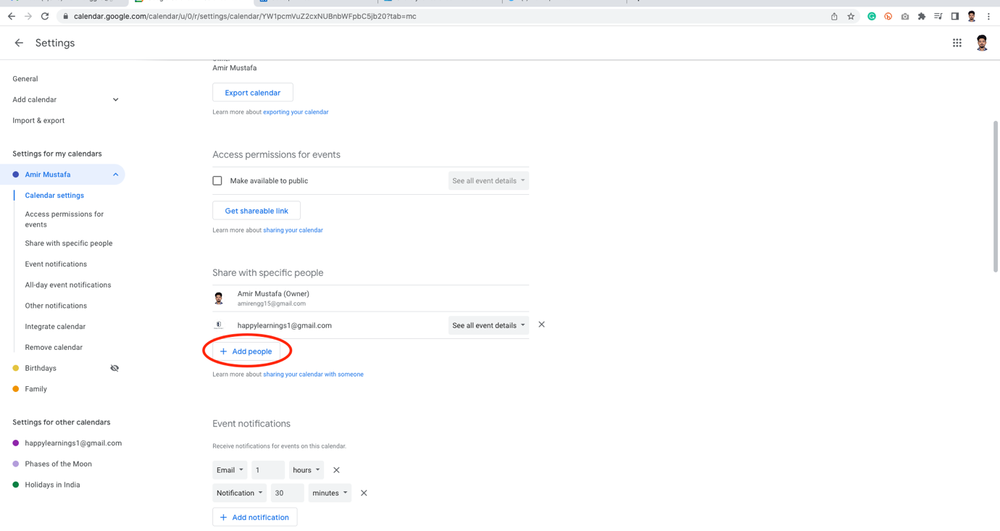 calendar.google.com/calendar/u/0/r/settings/calendar/YW1pcmVuZ2cxNUBnbWFpbC5jb20?tab=mc
Settings
General
Add calendar
Import & export
Settings for my calendars
Amir Mustafa
Calendar settings
Access permissions for
events
Share with specific people
Event notifications
All-day event notifications
Other notifications
Integrate calendar
Remove calendar
Birthdays
Family
Settings for other calendars
happylearnings1@gmail.com
Phases of the Moon
Holidays in India
Amir Mustafa
Export calendar
Learn more about exporting your calendar
Access permissions for events
Make available to public
See all event details
Get shareable link
Learn more about sharing your calendar
Share with specific people
Amir Mustafa (Owner)
amirengg15@gmail.com
happylearnings1@gmail.com
See all event details
+ Add people
Learn more about sharing your calendar with someone
Event notifications
Receive notifications for events on this calendar.
Email 1 hours
Notification 30 minutes
+ Add notification